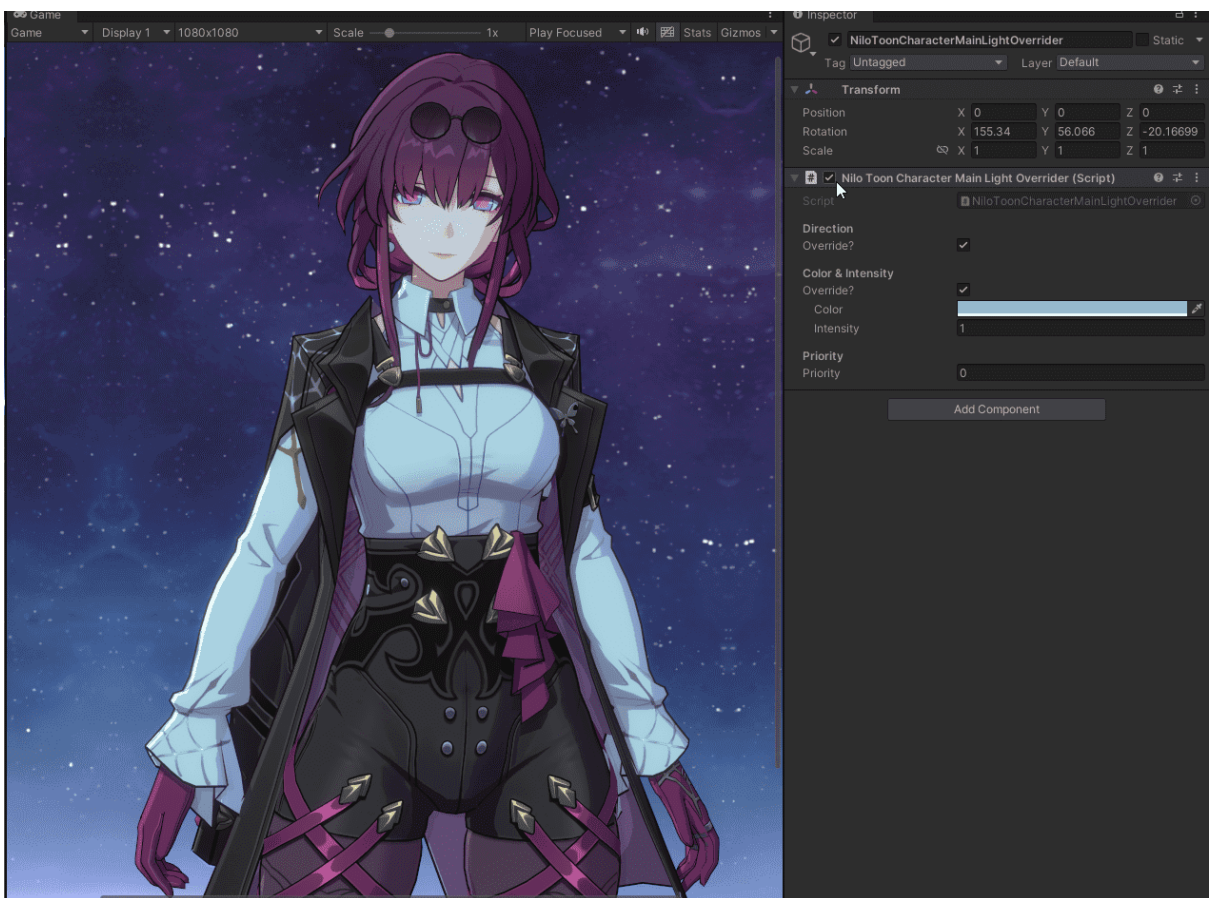 Game
Game Display 1 1080x1080 Scale 1x Play Focused Stats Gizmos
Inspector
NiloToonCharacterMainLightOverrider Static
Tag Untagged Layer Default
Transform
Position X 0 Y 0 Z 0
Rotation X 155.34 Y 56.066 Z -20.16699
Scale X 1 Y 1 Z 1
# Nilo Toon Character Main Light Overrider (Script)
Script NiloToonCharacterMainLightOverrider
Direction
Override?
Color & Intensity
Override?
Color
Intensity 1
Priority
Priority 0
Add Component